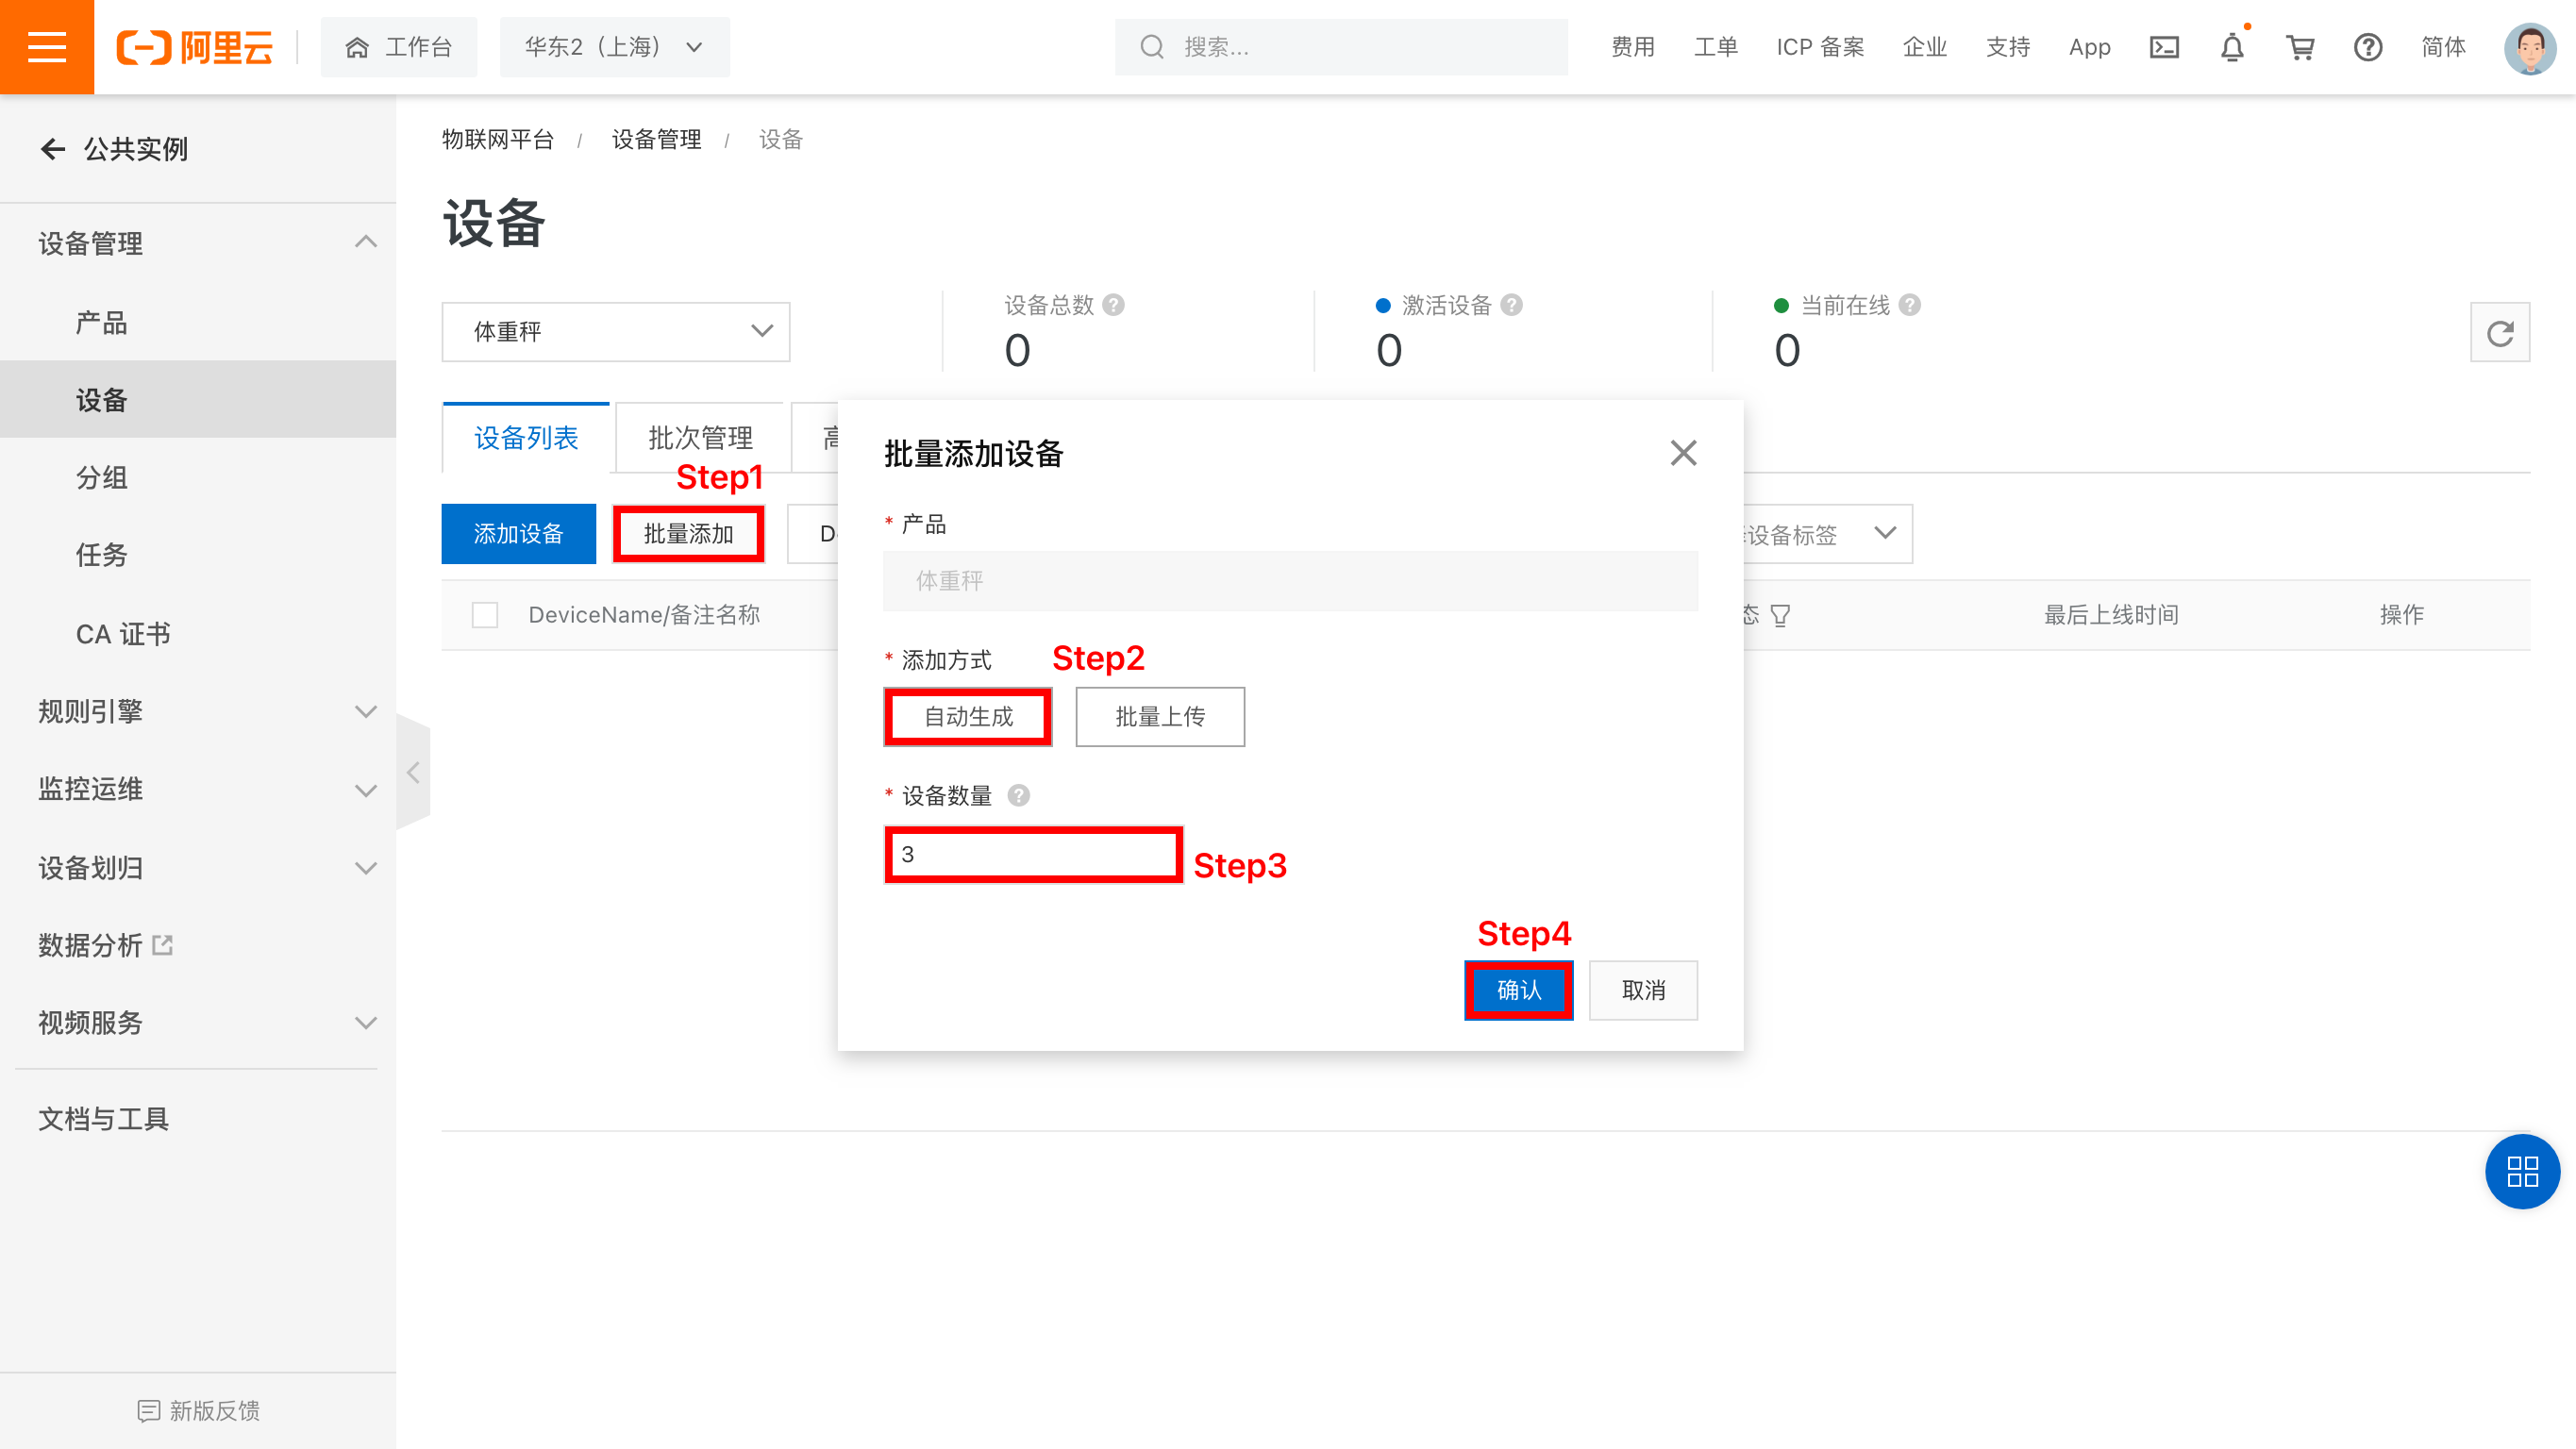 阿里云
工作台
华东2（上海）
搜索...
费用
工单
ICP 备案
企业
支持
App
简体
公共实例
设备管理
产品
设备
分组
任务
CA 证书
规则引擎
监控运维
设备划归
数据分析
视频服务
文档与工具
新版反馈
物联网平台 / 设备管理 / 设备
设备
体重秤
设备总数
0
激活设备
0
当前在线
0
设备列表
批次管理
Step1
添加设备
批量添加
D
设备标签
DeviceName/备注名称
态
最后上线时间
操作
批量添加设备
* 产品
体重秤
* 添加方式
Step2
自动生成
批量上传
* 设备数量
3
Step3
Step4
确认
取消